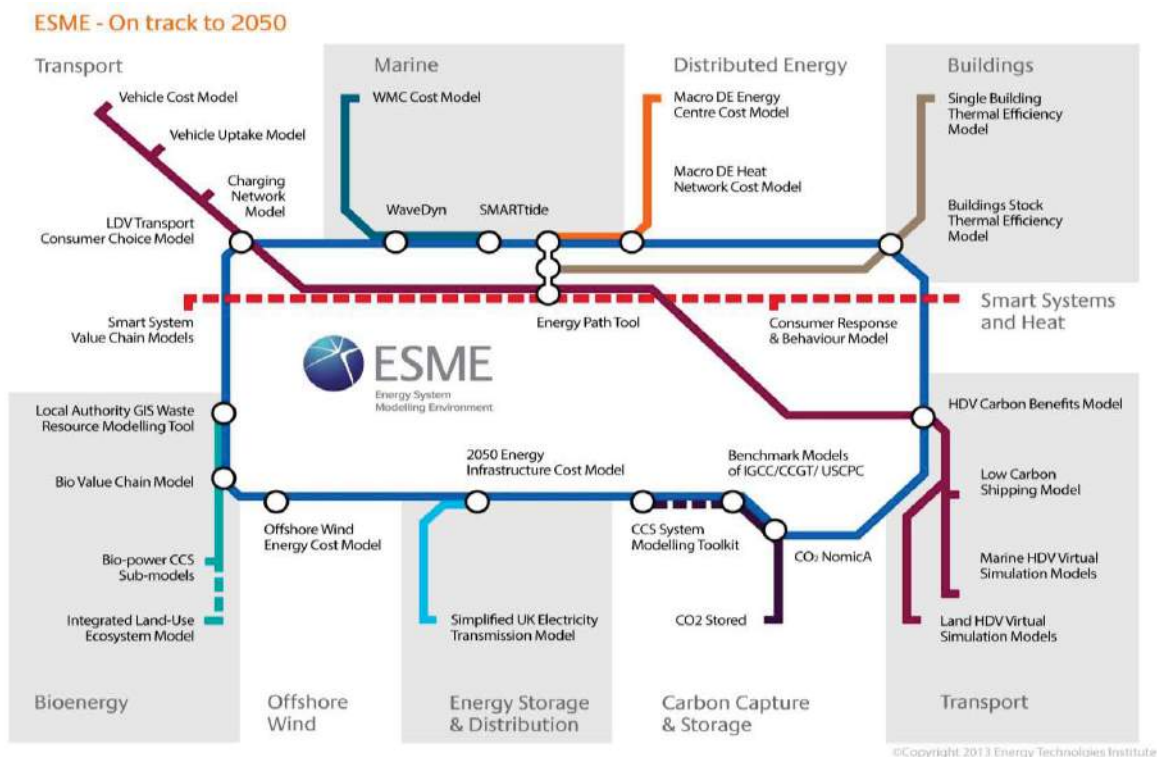 ESME - On track to 2050
Transport
Vehicle Cost Model
Vehicle Uptake Model
Charging
Network
Model
LDV Transport
Consumer Choice Model
Marine
WMC Cost Model
WaveDyn
SMARTtide
Distributed Energy
Macro DE Energy
Centre Cost Model
Macro DE Heat
Network Cost Model
Buildings
Single Building
Thermal Efficiency
Model
Buildings Stock
Thermal Efficiency
Model
Smart System
Value Chain Models
Energy Path Tool
Consumer Response
& Behaviour Model
Smart Systems
and Heat
ESME
Energy System
Modelling Environment
Local Authority GIS Waste
Resource Modelling Tool
Bio Value Chain Model
Bio-power CCS
Sub-models
Integrated Land-Use
Ecosystem Model
Bioenergy
Offshore Wind
Energy Cost Model
Offshore
Wind
2050 Energy
Infrastructure Cost Model
Simplified UK Electricity
Transmission Model
Energy Storage
& Distribution
Benchmark Models
of IGCC/CCGT/ USCPC
CCS System
Modelling Toolkit
CO₂ NomicA
CO2 Stored
Carbon Capture
& Storage
HDV Carbon Benefits Model
Low Carbon
Shipping Model
Marine HDV Virtual
Simulation Models
Land HDV Virtual
Simulation Models
Transport
©Copyright 2013 Energy Technolgies Institute